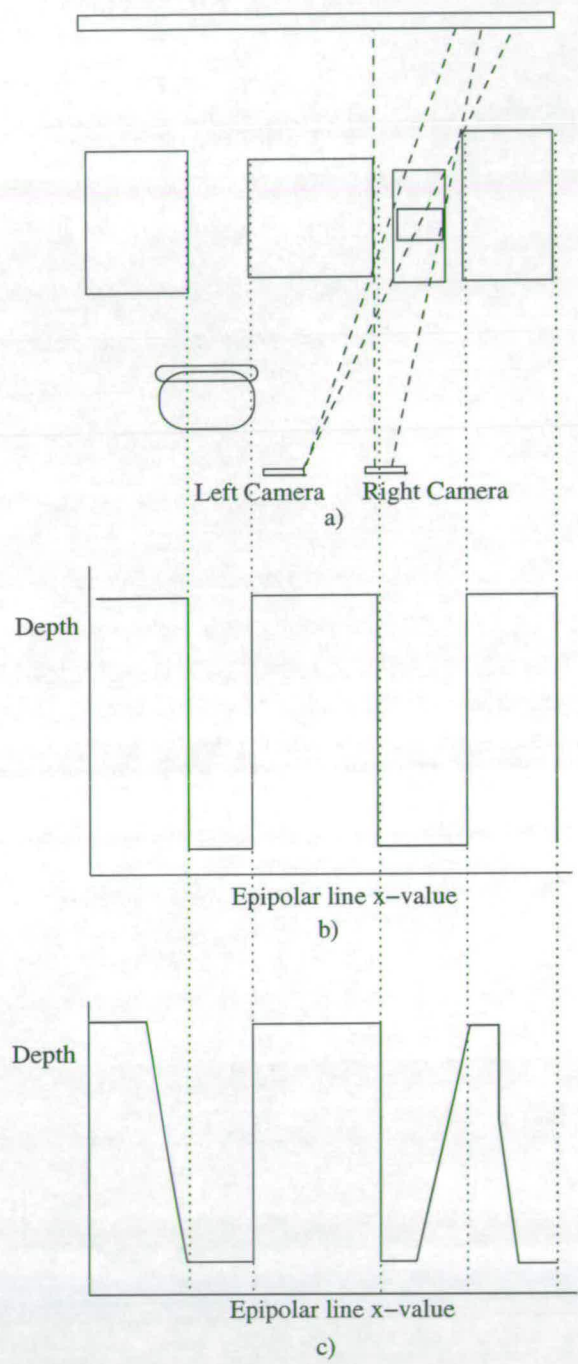 Left Camera Right Camera
a)
Depth
Epipolar line x−value
b)
Depth
Epipolar line x−value
c)